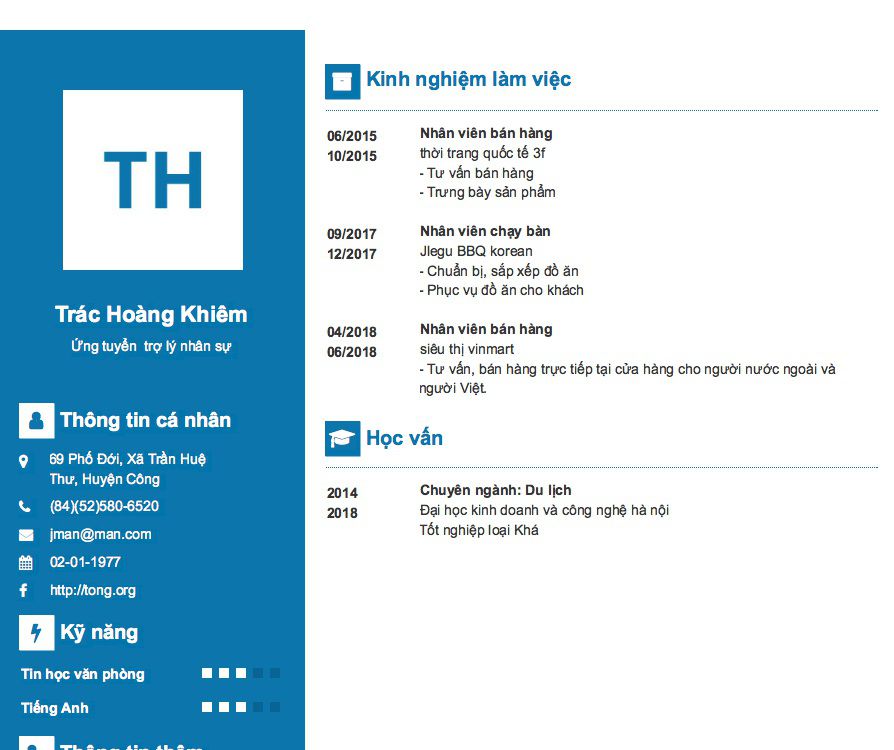 TH
Trác Hoàng Khiêm
Ứng tuyển trợ lý nhân sự
Thông tin cá nhân
69 Phố Đới, Xã Trần Huệ
Thư, Huyện Công
(84)(52)580-6520
jman@man.com
02-01-1977
http://tong.org
Kỹ năng
Tin học văn phòng
Tiếng Anh
Thông tin thêm
Kinh nghiệm làm việc
06/2015 Nhân viên bán hàng
10/2015 thời trang quốc tế 3f
- Tư vấn bán hàng
- Trưng bày sản phẩm
09/2017 Nhân viên chạy bàn
12/2017 Jlegu BBQ korean
- Chuẩn bị, sắp xếp đồ ăn
- Phục vụ đồ ăn cho khách
04/2018 Nhân viên bán hàng
06/2018 siêu thị vinmart
- Tư vấn, bán hàng trực tiếp tại cửa hàng cho người nước ngoài và
người Việt.
Học vấn
2014 Chuyên ngành: Du lịch
2018 Đại học kinh doanh và công nghệ hà nội
Tốt nghiệp loại Khá